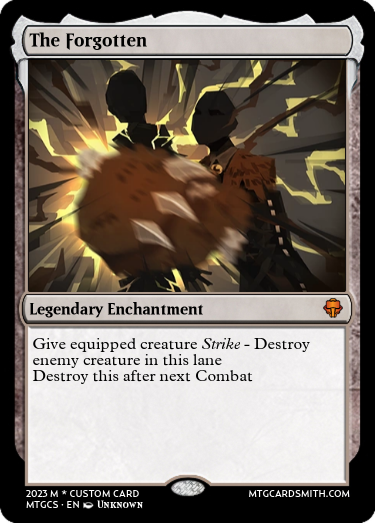 The Forgotten
Legendary Enchantment
Give equipped creature Strike - Destroy
enemy creature in this lane
Destroy this after next Combat
2023 M * CUSTOM CARD
MTGCS · EN Unknown
MTGCARDSMITH.COM